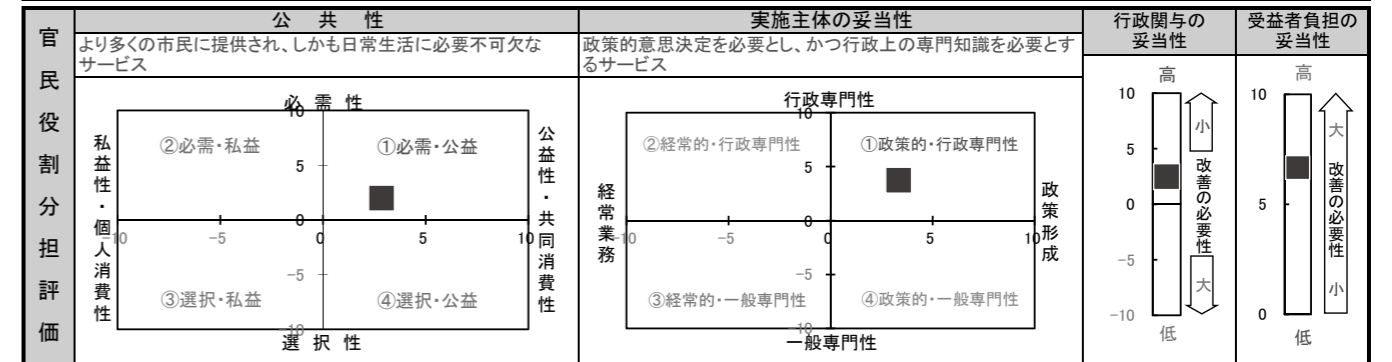 官民役割分担評価
公共性
より多くの市民に提供され、しかも日常生活に必要不可欠な
サービス
必需性
10
②必需・私益
①必需・公益
5
私益性・個人消費性
公益性・共同消費性
0
-10
-5
0
5
10
-5
③選択・私益
④選択・公益
-10
選択性
実施主体の妥当性
政策的意思決定を必要とし、かつ行政上の専門知識を必要とす
るサービス
行政専門性
10
②経常的・行政専門性
①政策的・行政専門性
5
経常業務
政策形成
0
-10
-5
0
5
10
-5
③経常的・一般専門性
④政策的・一般専門性
-10
一般専門性
行政関与の
妥当性
高
10
5
0
-5
-10
小
改善の必要性
大
低
受益者負担の
妥当性
高
10
5
0
大
改善の必要性
小
低